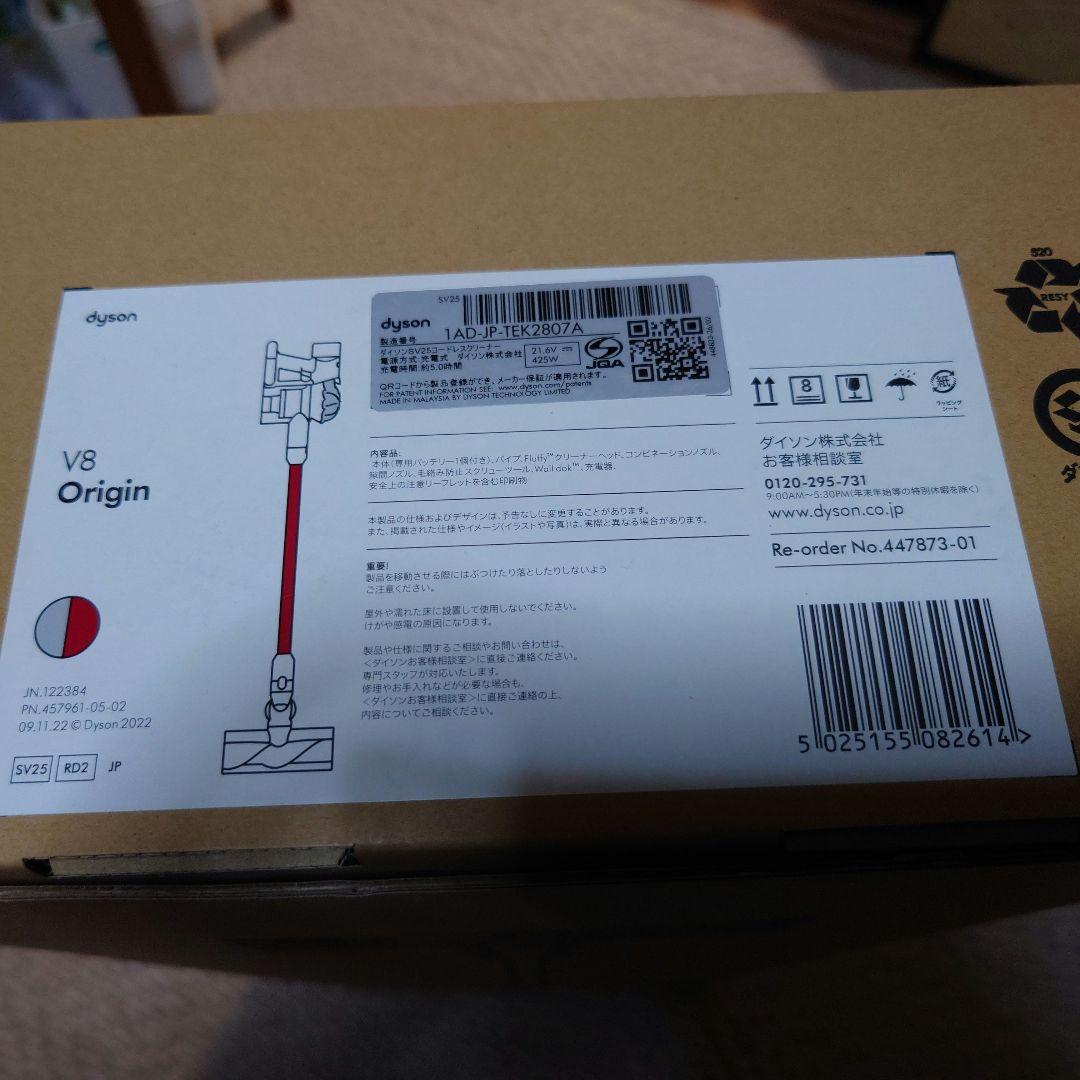 dyson
V8
Origin
JN.122384
PN.457961-05-02
09.11.22 © Dyson 2022
SV25 RD2 JP
SV25
dyson
製造番号 1AD-JP-TEK2807A
ダイソンSV25コードレスクリーナー
電源方式:充電式 ダイソン株式会社
充電時間:約5.0時間
21.6V
425W
JQA
QRコードから製品登録ができ、メーカー保証が適用されます。
FOR PATENT INFORMATION SEE: www.dyson.com/patents
MADE IN MALAYSIA BY DYSON TECHNOLOGY LIMITED
内容品:
本体(専用バッテリー1個付き)、パイプ、Fluffy™クリーナーヘッド、コンビネーションノズル、
隙間ノズル、毛絡み防止スクリューツール、Wall dok™、充電器、
安全上の注意リーフレットを含む印刷物
本製品の仕様およびデザインは、予告なしに変更することがあります。
また、掲載された仕様やイメージ(イラストや写真)は、実際と異なる場合があります。
重要!
製品を移動させる際にはぶつけたり落としたりしないよう
ご注意ください。
屋外や濡れた床に設置して使用しないでください。
けがや感電の原因になります。
製品や仕様に関するご相談やお問い合わせは、
<ダイソンお客様相談室>に直接ご連絡ください。
専門スタッフが対応いたします。
修理やお手入れなどが必要な場合も、
<ダイソンお客様相談室>に直接ご連絡の上、
内容についてご相談ください。
8
紙
ラッピング
シート
ダイソン株式会社
お客様相談室
0120-295-731
9:00AM~5:30PM(年末年始等の特別休暇を除く)
www.dyson.co.jp
Re-order No.447873-01
5 025155 082614 >
520
RESY
ダ